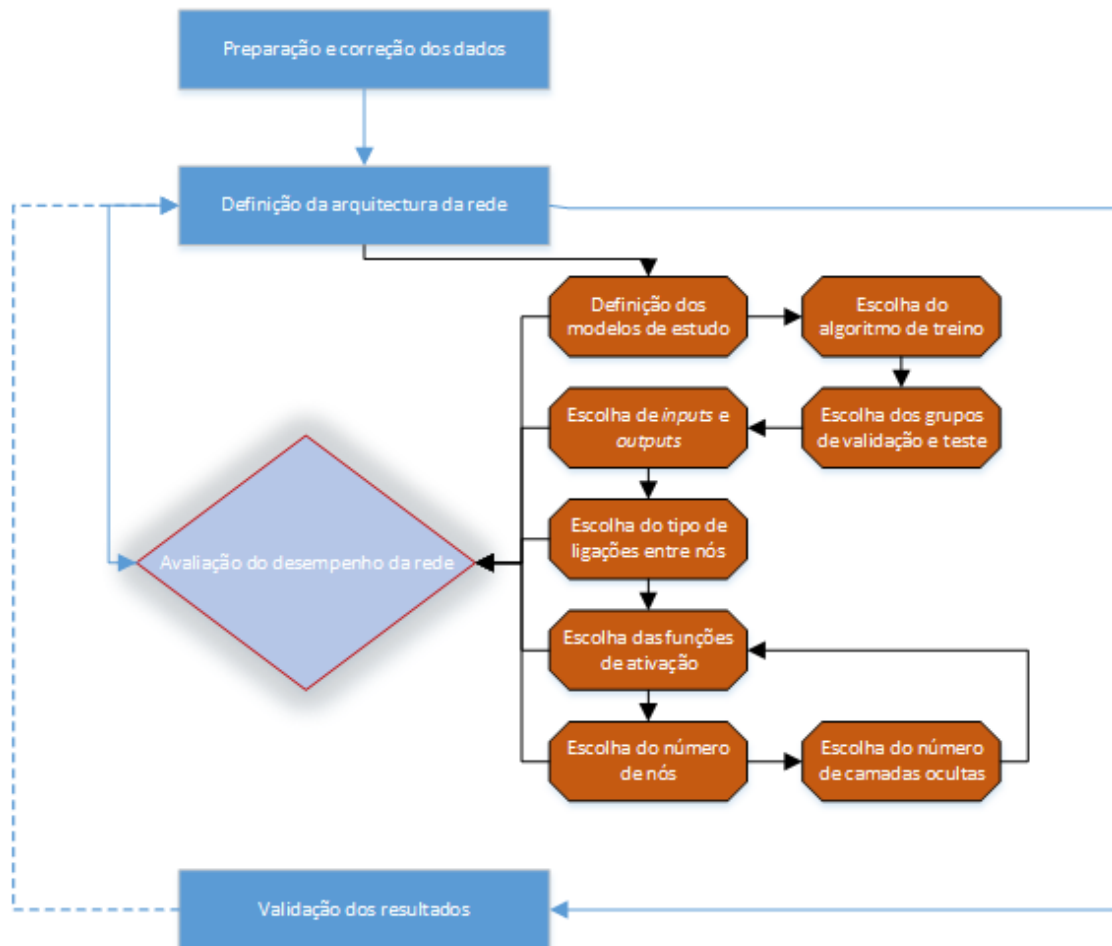 Preparação e correção dos dados
Definição da arquitectura da rede
Definição dos
modelos de estudo
Escolha do
algoritmo de treino
Escolha de inputs e
outputs
Escolha dos grupos
de validação e teste
Escolha do tipo de
ligações entre nós
Avaliação do desempenho da rede
Escolha das funções
de ativação
Escolha do número
de nós
Escolha do número
de camadas ocultas
Validação dos resultados